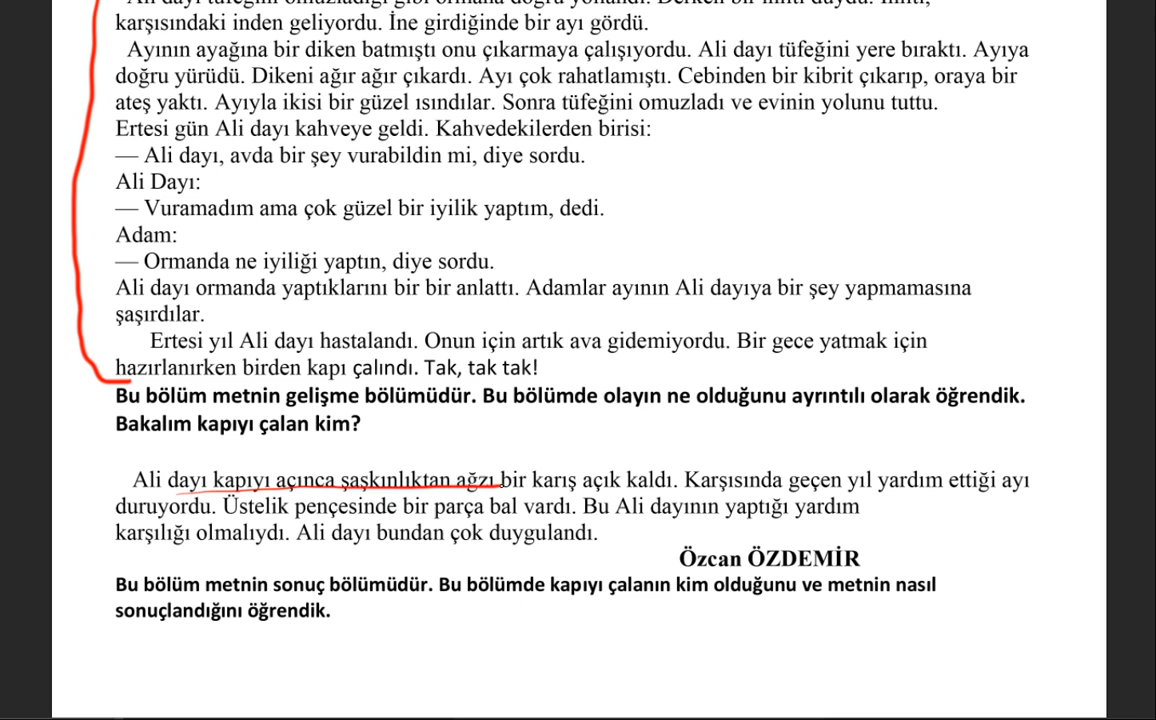 karşısındaki inden geliyordu. İne girdiğinde bir ayı gördü.
Ayının ayağına bir diken batmıştı onu çıkarmaya çalışıyordu. Ali dayı tüfeğini yere bıraktı. Ayıya
doğru yürüdü. Dikeni ağır ağır çıkardı. Ayı çok rahatlamıştı. Cebinden bir kibrit çıkarıp, oraya bir
ateş yaktı. Ayıyla ikisi bir güzel ısındılar. Sonra tüfeğini omuzladı ve evinin yolunu tuttu.
Ertesi gün Ali dayı kahveye geldi. Kahvedekilerden birisi:
— Ali dayı, avda bir şey vurabildin mi, diye sordu.
Ali Dayı:
— Vuramadım ama çok güzel bir iyilik yaptım, dedi.
Adam:
— Ormanda ne iyiliği yaptın, diye sordu.
Ali dayı ormanda yaptıklarını bir bir anlattı. Adamlar ayının Ali dayıya bir şey yapmamasına
şaşırdılar.
Ertesi yıl Ali dayı hastalandı. Onun için artık ava gidemiyordu. Bir gece yatmak için
hazırlanırken birden kapı çalındı. Tak, tak tak!
Bu bölüm metnin gelişme bölümüdür. Bu bölümde olayın ne olduğunu ayrıntılı olarak öğrendik.
Bakalım kapıyı çalan kim?
Ali dayı kapıyı açınca şaşkınlıktan ağzı bir karış açık kaldı. Karşısında geçen yıl yardım ettiği ayı
duruyordu. Üstelik pençesinde bir parça bal vardı. Bu Ali dayının yaptığı yardım
karşılığı olmalıydı. Ali dayı bundan çok duygulandı.
Özcan ÖZDEMİR
Bu bölüm metnin sonuç bölümüdür. Bu bölümde kapıyı çalanın kim olduğunu ve metnin nasıl
sonuçlandığını öğrendik.